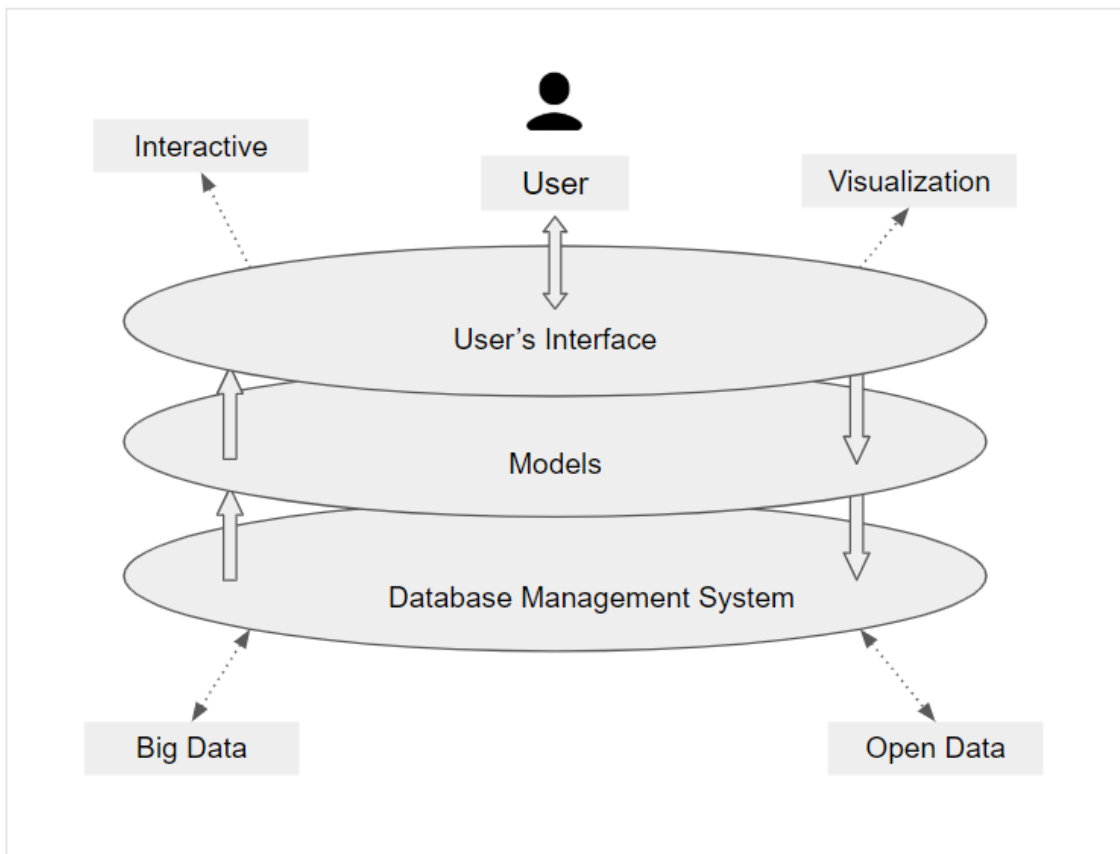 Interactive
User
Visualization
User’s Interface
Models
Database Management System
Big Data
Open Data